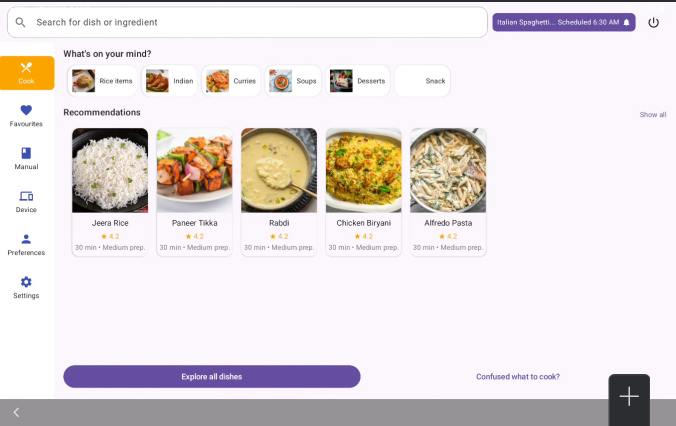 Search for dish or ingredient
Italian Spaghetti... Scheduled 6:30 AM
Cook
Favourites
Manual
Device
Preferences
Settings
What's on your mind?
Rice items
Indian
Curries
Soups
Desserts
Snack
Recommendations
Show all
Jeera Rice
★ 4.2
30 min • Medium prep.
Paneer Tikka
★ 4.2
30 min • Medium prep.
Rabdi
★ 4.2
30 min • Medium prep.
Chicken Biryani
★ 4.2
30 min • Medium prep.
Alfredo Pasta
★ 4.2
30 min • Medium prep.
Explore all dishes
Confused what to cook?